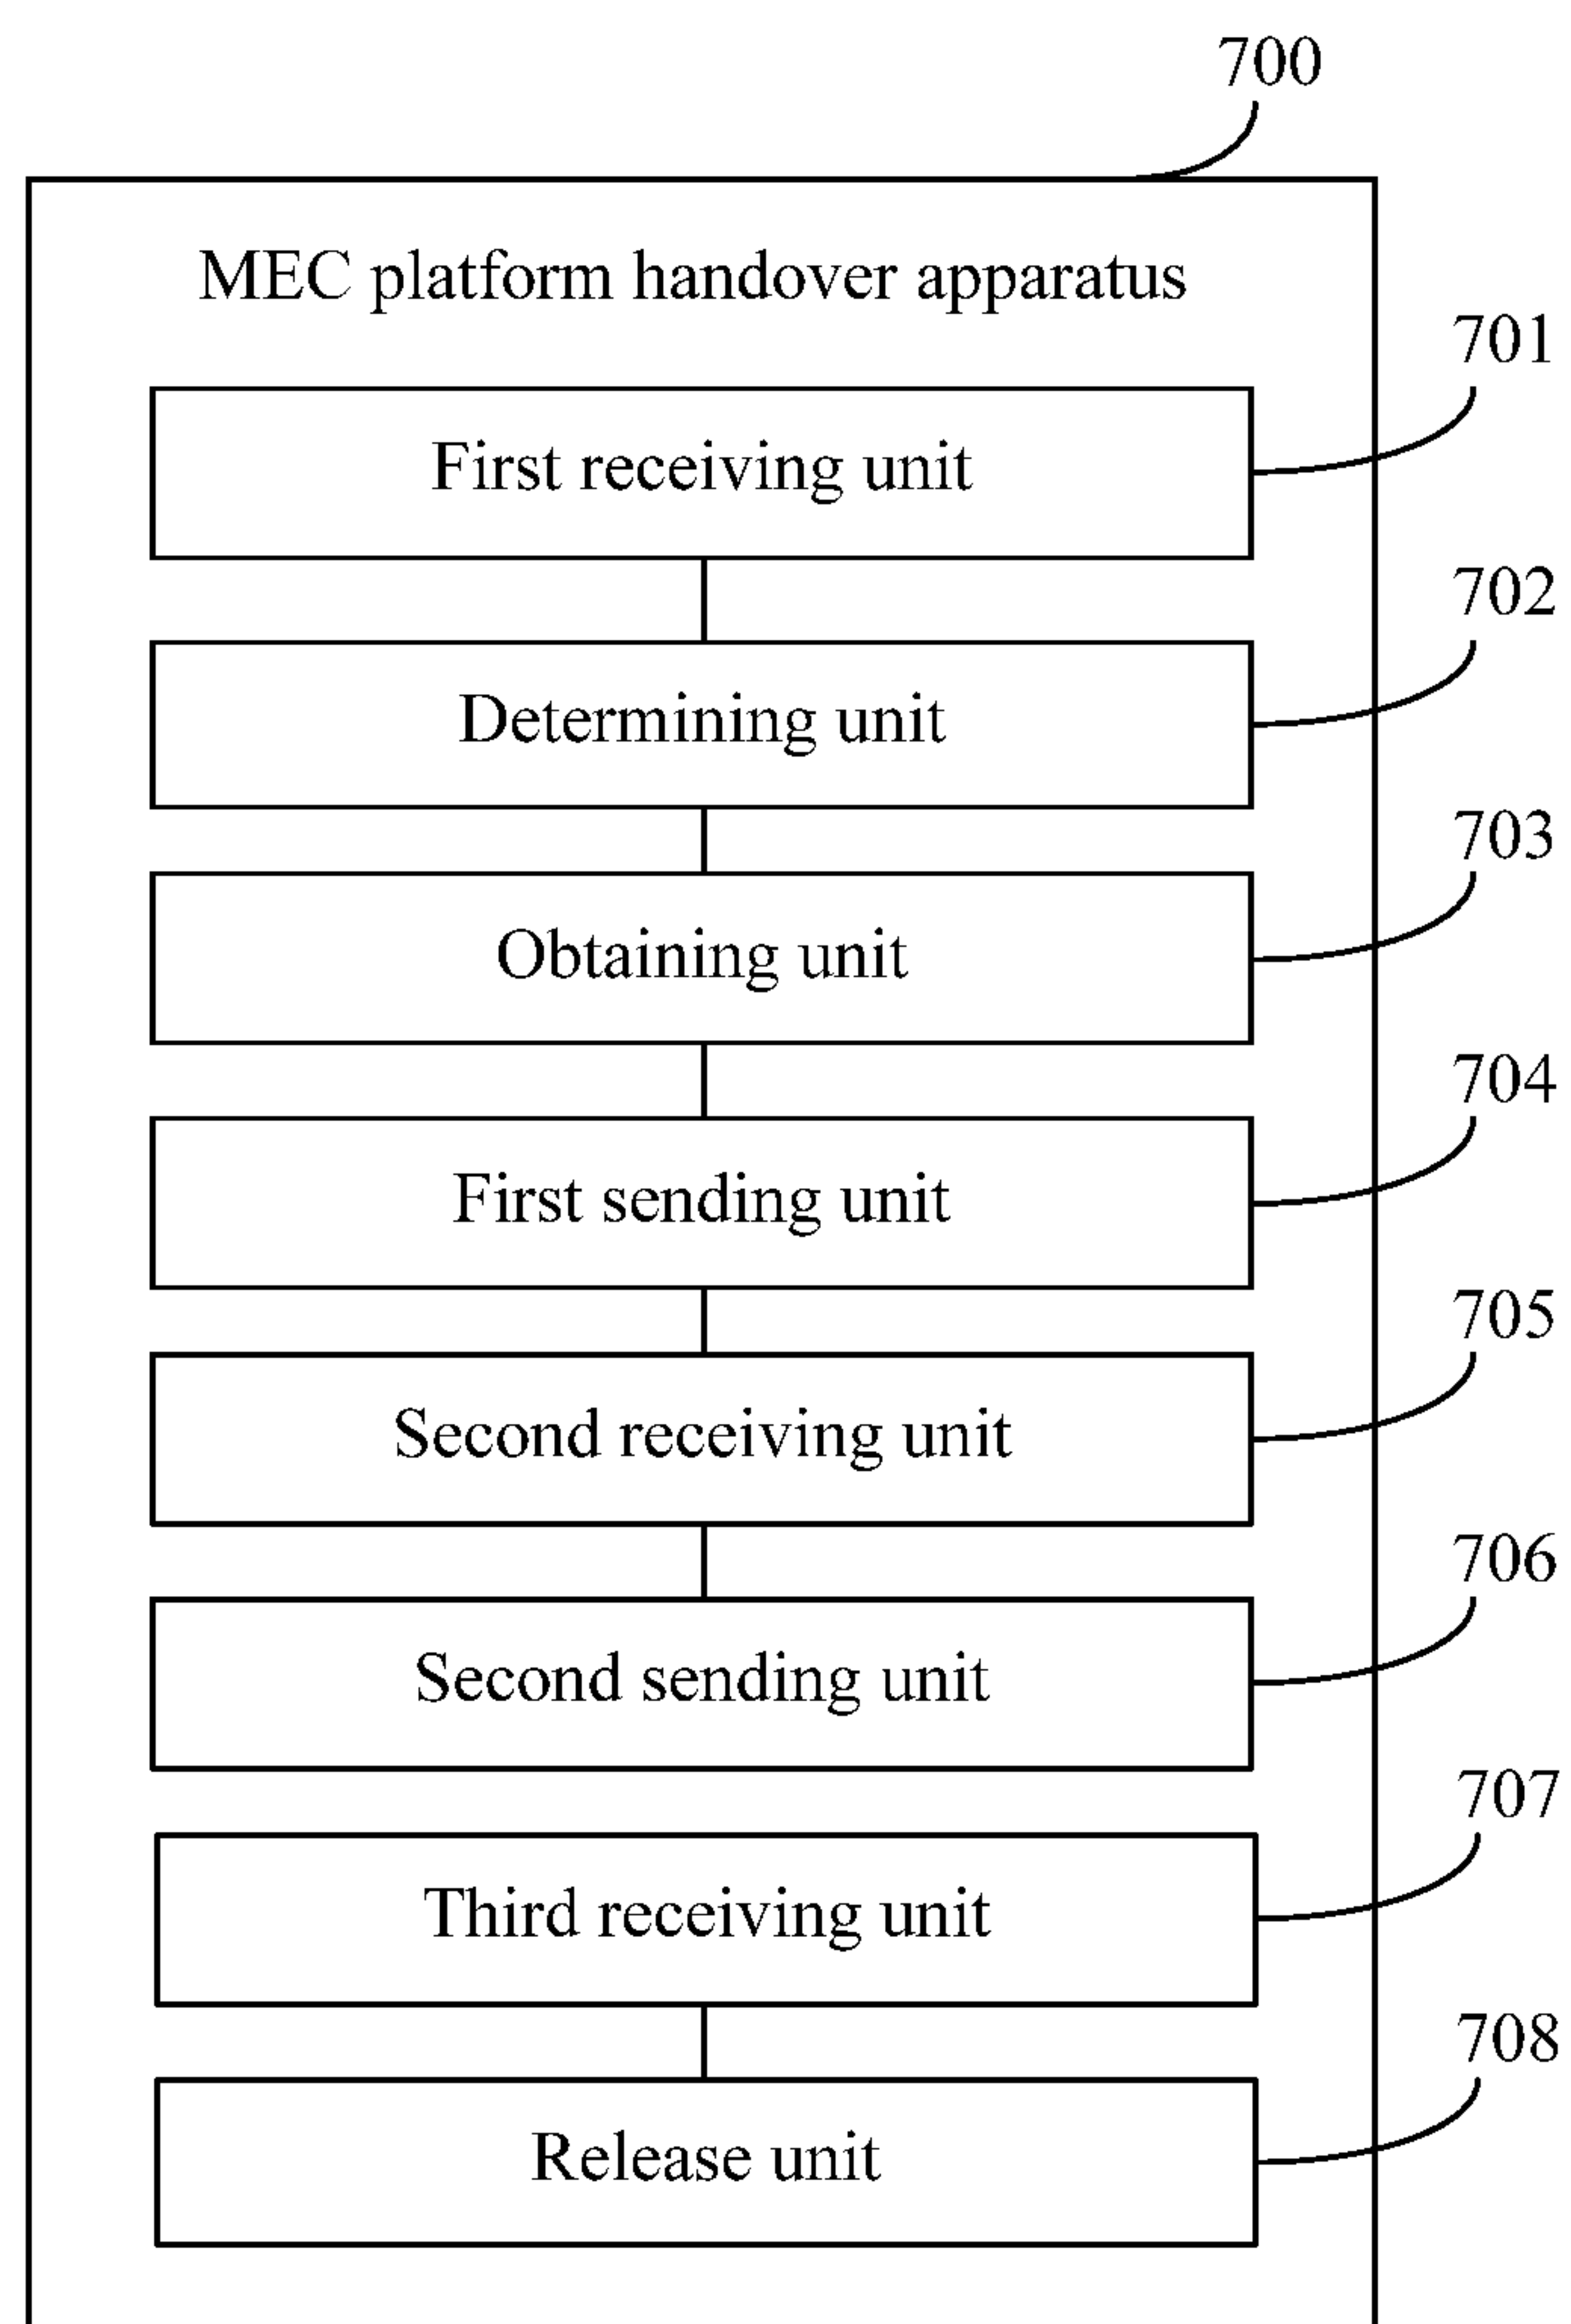 700
MEC platform handover apparatus
701
First receiving unit
702
Determining unit
703
Obtaining unit
704
First sending unit
705
Second receiving unit
706
Second sending unit
707
Third receiving unit
708
Release unit